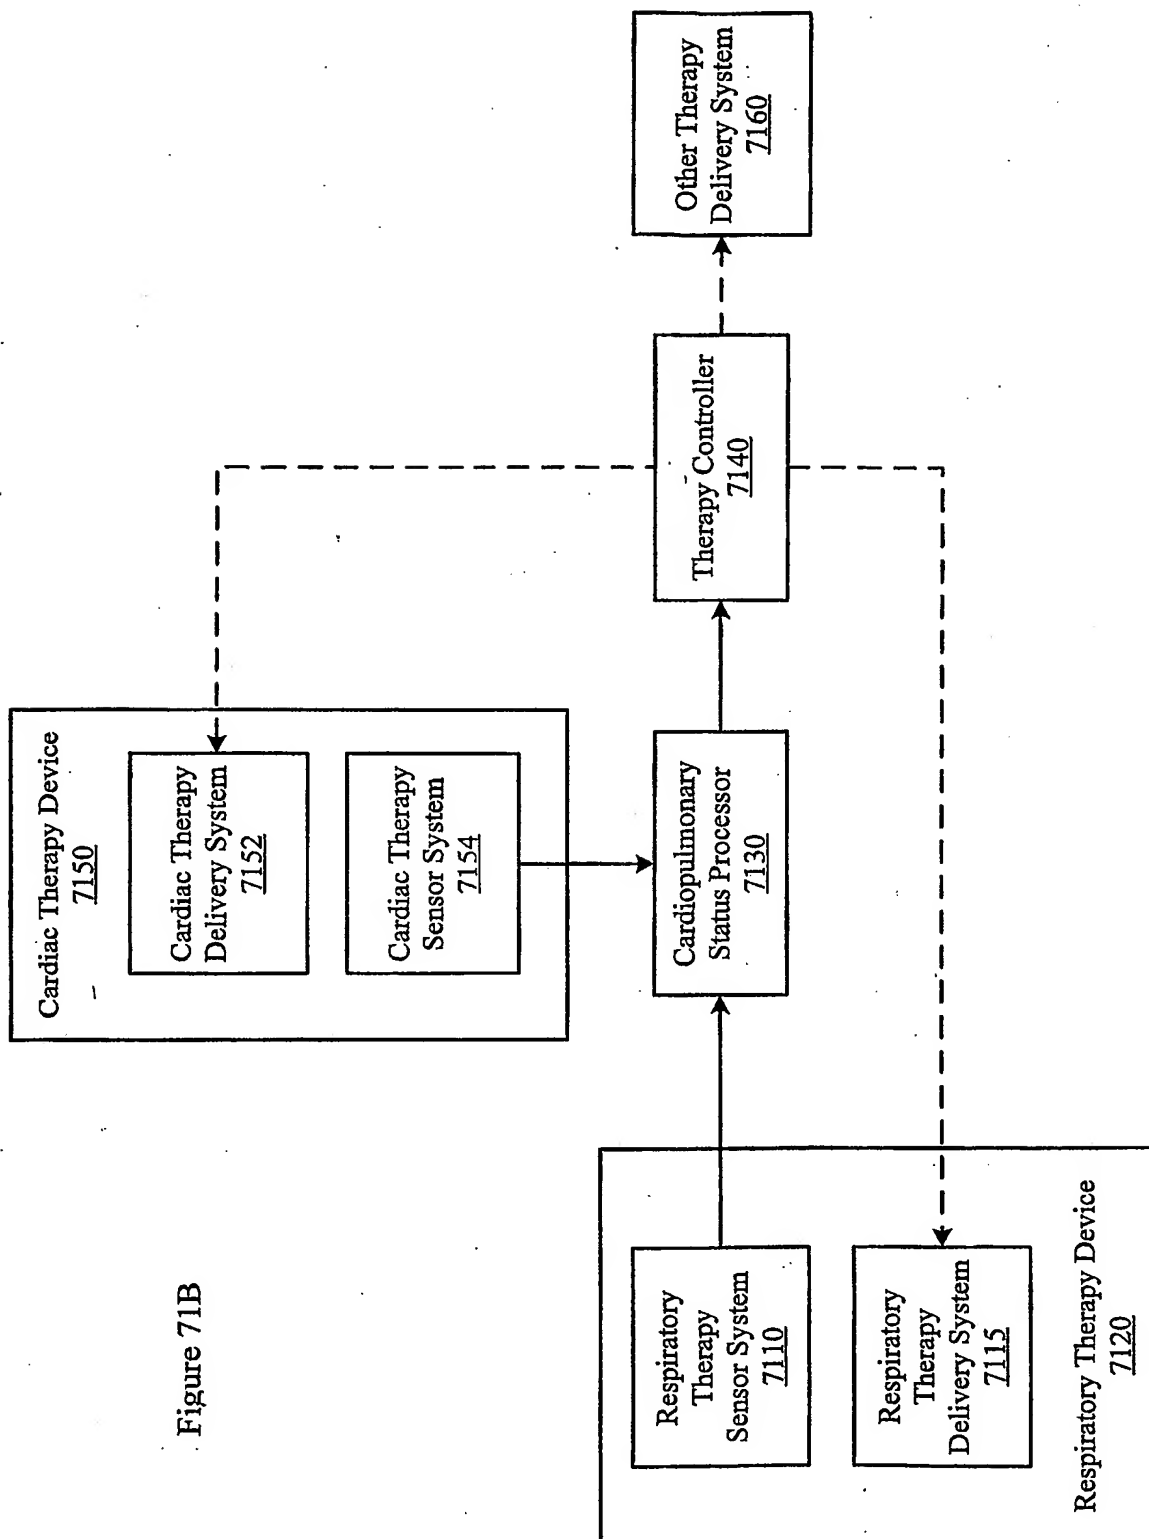 Cardiac Therapy Device
7150
Cardiac Therapy
Delivery System
7152
Cardiac Therapy
Sensor System
7154
Respiratory
Therapy
Sensor System
7110
Respiratory
Therapy
Delivery System
7115
Respiratory Therapy Device
7120
Cardiopulmonary
Status Processor
7130
Therapy Controller
7140
Other Therapy
Delivery System
7160
Figure 71B